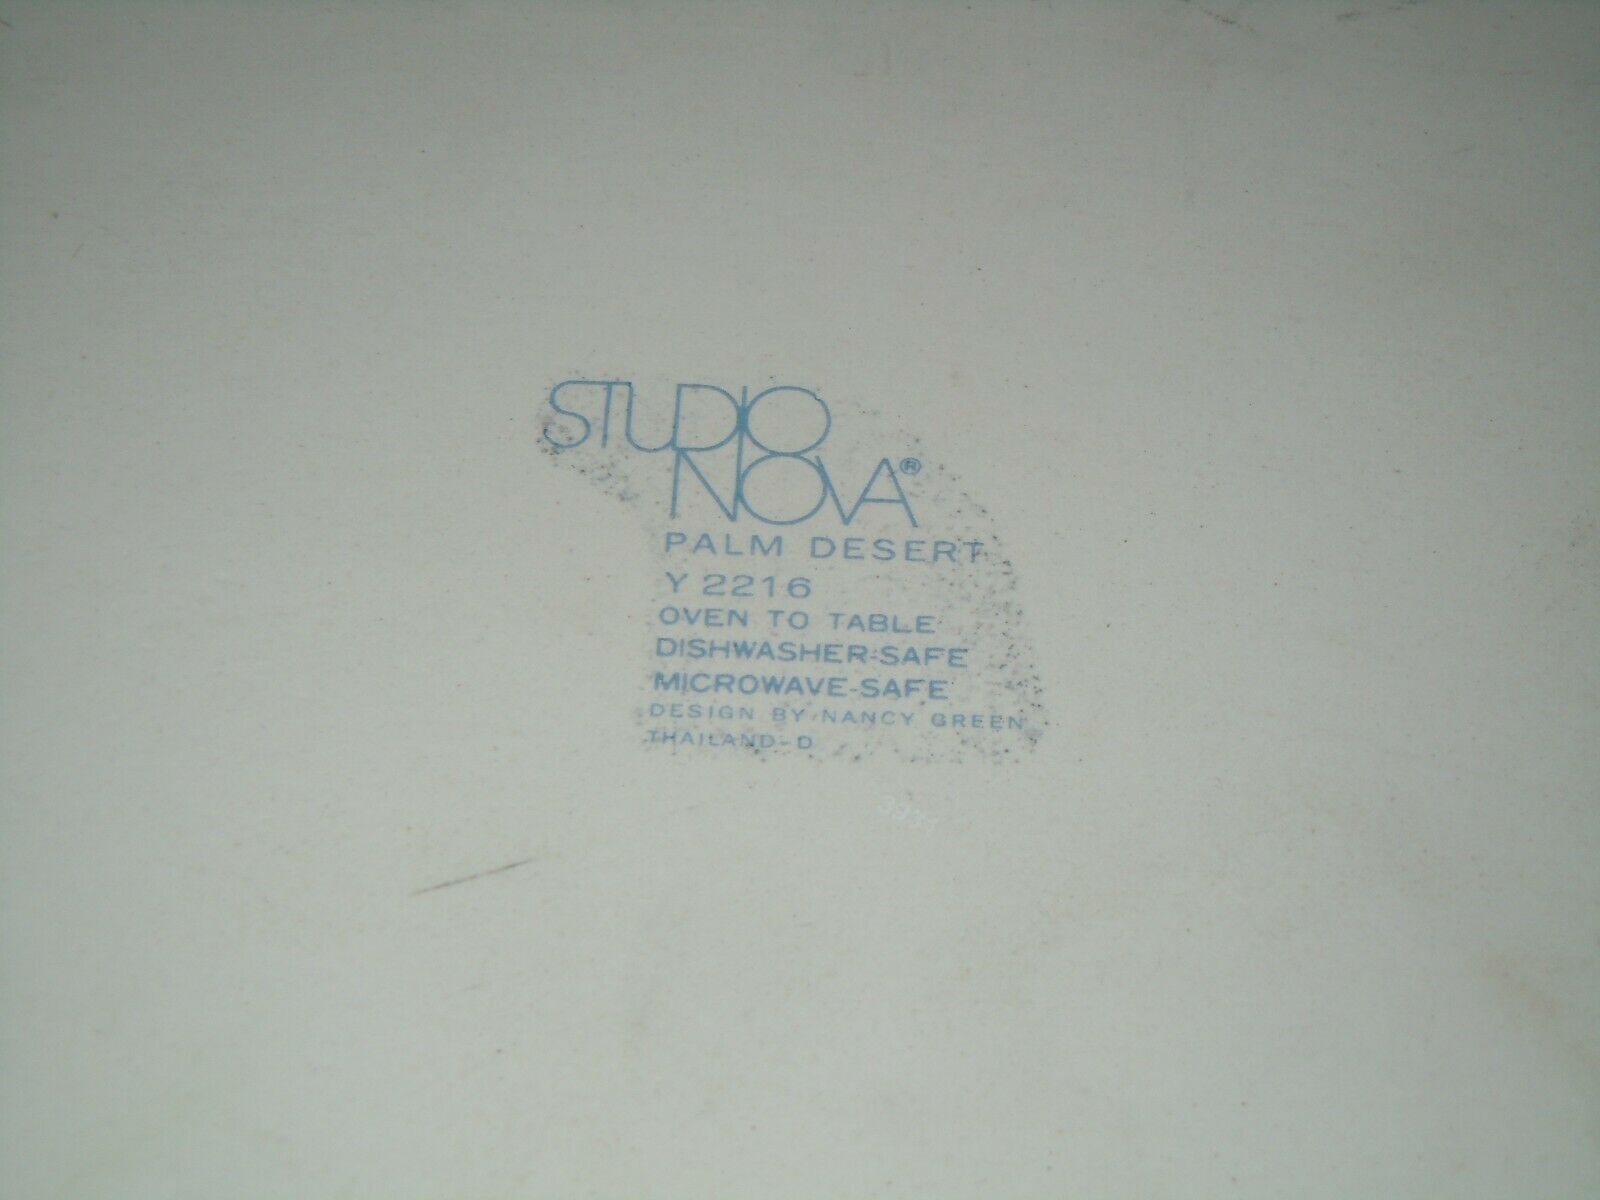 STUDIO
NOVA®
PALM DESERT
Y 2216
OVEN TO TABLE
DISHWASHER-SAFE
MICROWAVE-SAFE
DESIGN BY NANCY GREEN
THAILAND-D